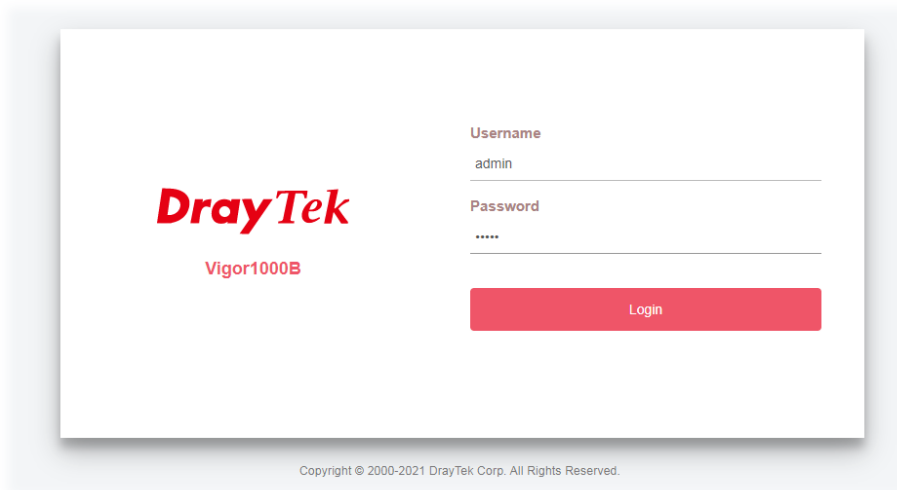 Username
admin
Password
•••••
DrayTek
Vigor1000B
Login
Copyright © 2000-2021 DrayTek Corp. All Rights Reserved.